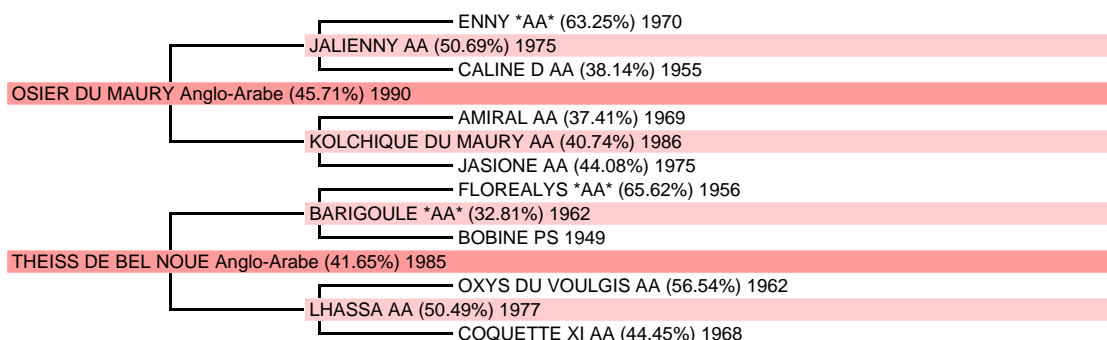 ENNY *AA* (63.25%) 1970
JALIENNY AA (50.69%) 1975
CALINE D AA (38.14%) 1955
OSIER DU MAURY Anglo-Arabe (45.71%) 1990
AMIRAL AA (37.41%) 1969
KOLCHIQUE DU MAURY AA (40.74%) 1986
JASIONE AA (44.08%) 1975
FLOREALYS *AA* (65.62%) 1956
BARIGOULE *AA* (32.81%) 1962
BOBINE PS 1949
THEISS DE BEL NOUE Anglo-Arabe (41.65%) 1985
OXYS DU VOULGIS AA (56.54%) 1962
LHASSA AA (50.49%) 1977
COQUETTE XI AA (44.45%) 1968